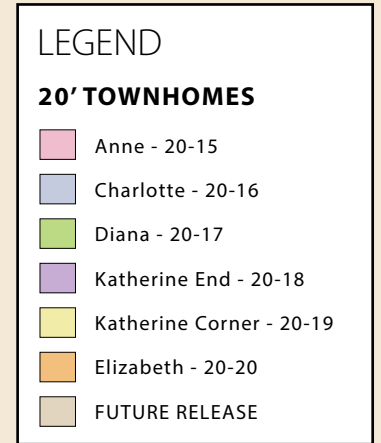 LEGEND
20’ TOWNHOMES
Anne - 20-15
Charlotte - 20-16
Diana - 20-17
Katherine End - 20-18
Katherine Corner - 20-19
Elizabeth - 20-20
FUTURE RELEASE